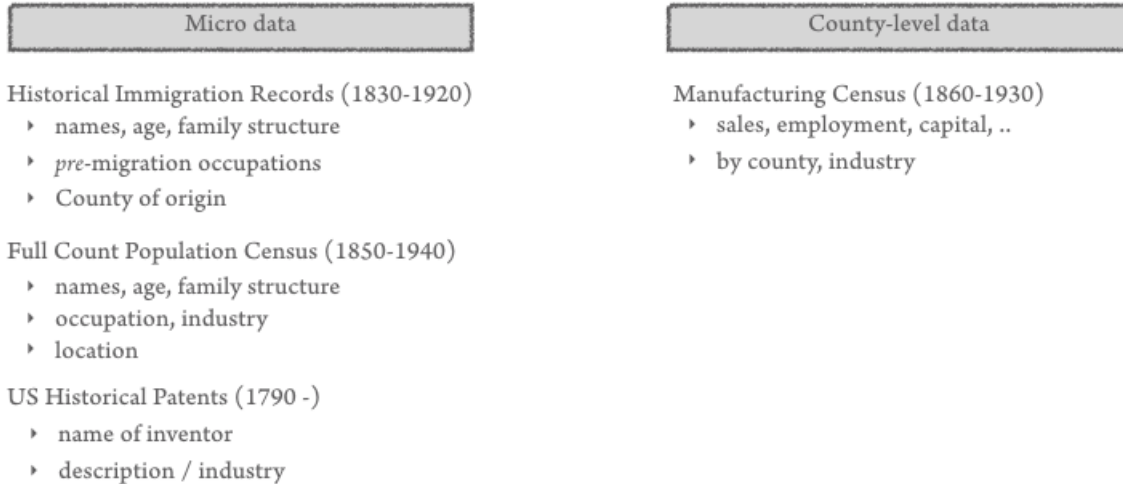 Micro data
Historical Immigration Records (1830-1920)
‣ names, age, family structure
‣ pre-migration occupations
‣ County of origin
Full Count Population Census (1850-1940)
‣ names, age, family structure
‣ occupation, industry
‣ location
US Historical Patents (1790 -)
‣ name of inventor
‣ description / industry
County-level data
Manufacturing Census (1860-1930)
‣ sales, employment, capital, ..
‣ by county, industry